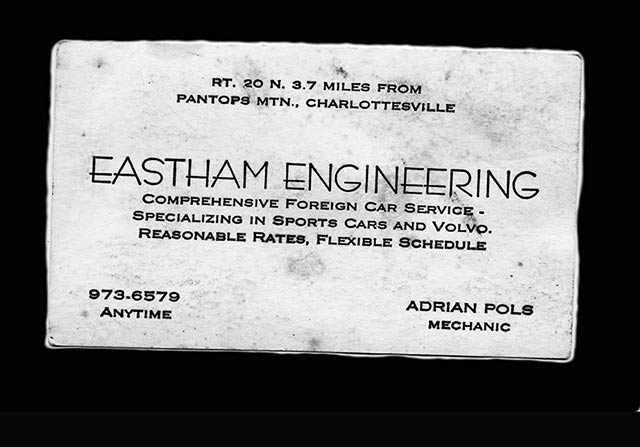 RT. 20 N. 3.7 MILES FROM
PANTOPS MTN., CHARLOTTESVILLE
EASTHAM ENGINEERING
COMPREHENSIVE FOREIGN CAR SERVICE -
SPECIALIZING IN SPORTS CARS AND VOLVO.
REASONABLE RATES, FLEXIBLE SCHEDULE
973-6579
ANYTIME
ADRIAN POLS
MECHANIC